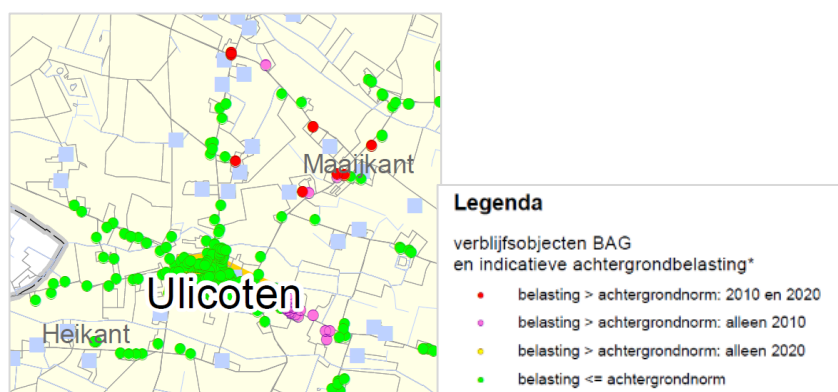 Maaijkant
Ulicoten
Heikant
Legenda
verblijfsobjecten BAG
en indicatieve achtergrondbelasting*
belasting > achtergrondnorm: 2010 en 2020
belasting > achtergrondnorm: alleen 2010
belasting > achtergrondnorm: alleen 2020
belasting <= achtergrondnorm